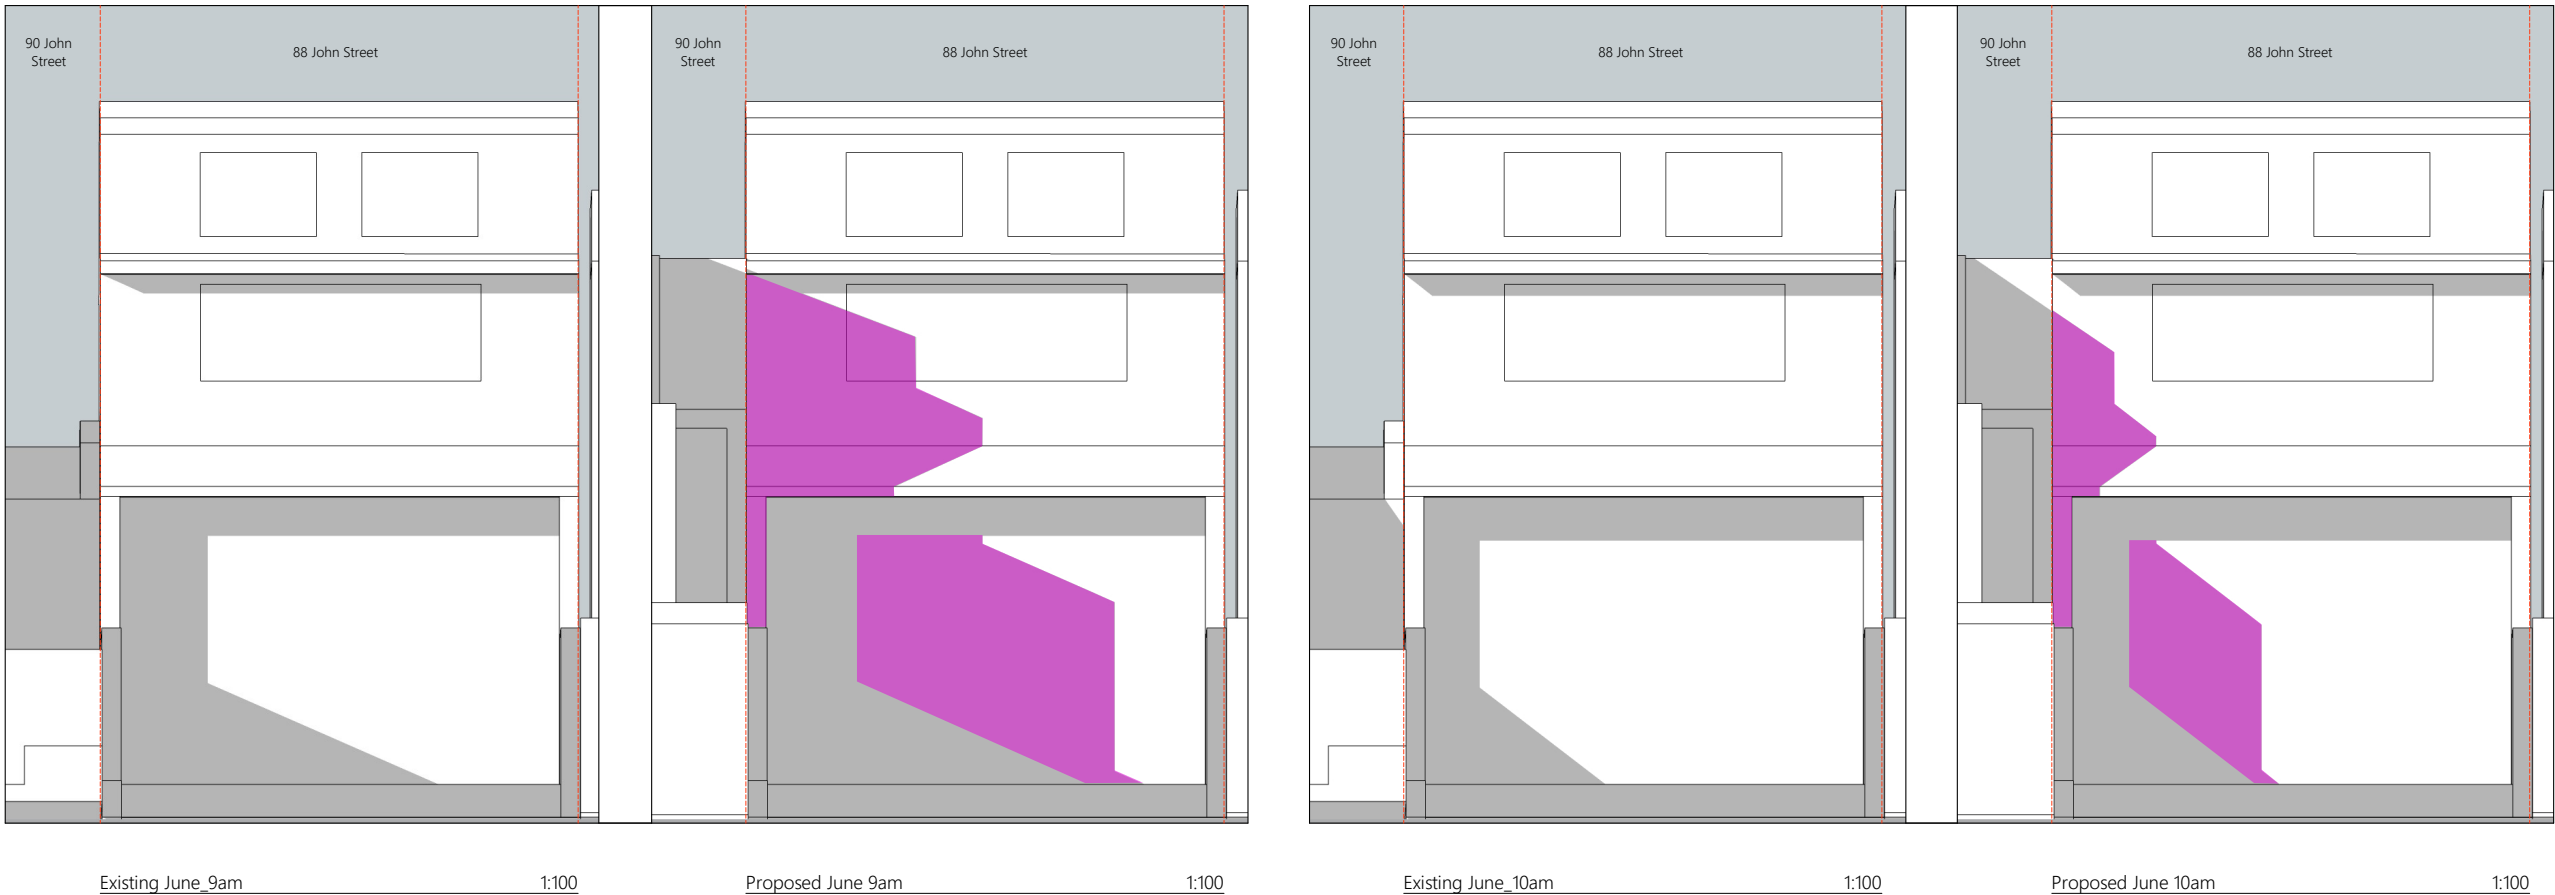 90 John
Street
88 John Street
90 John
Street
88 John Street
90 John
Street
88 John Street
90 John
Street
88 John Street
Existing June_9am 1:100
Proposed June 9am 1:100
Existing June_10am 1:100
Proposed June 10am 1:100